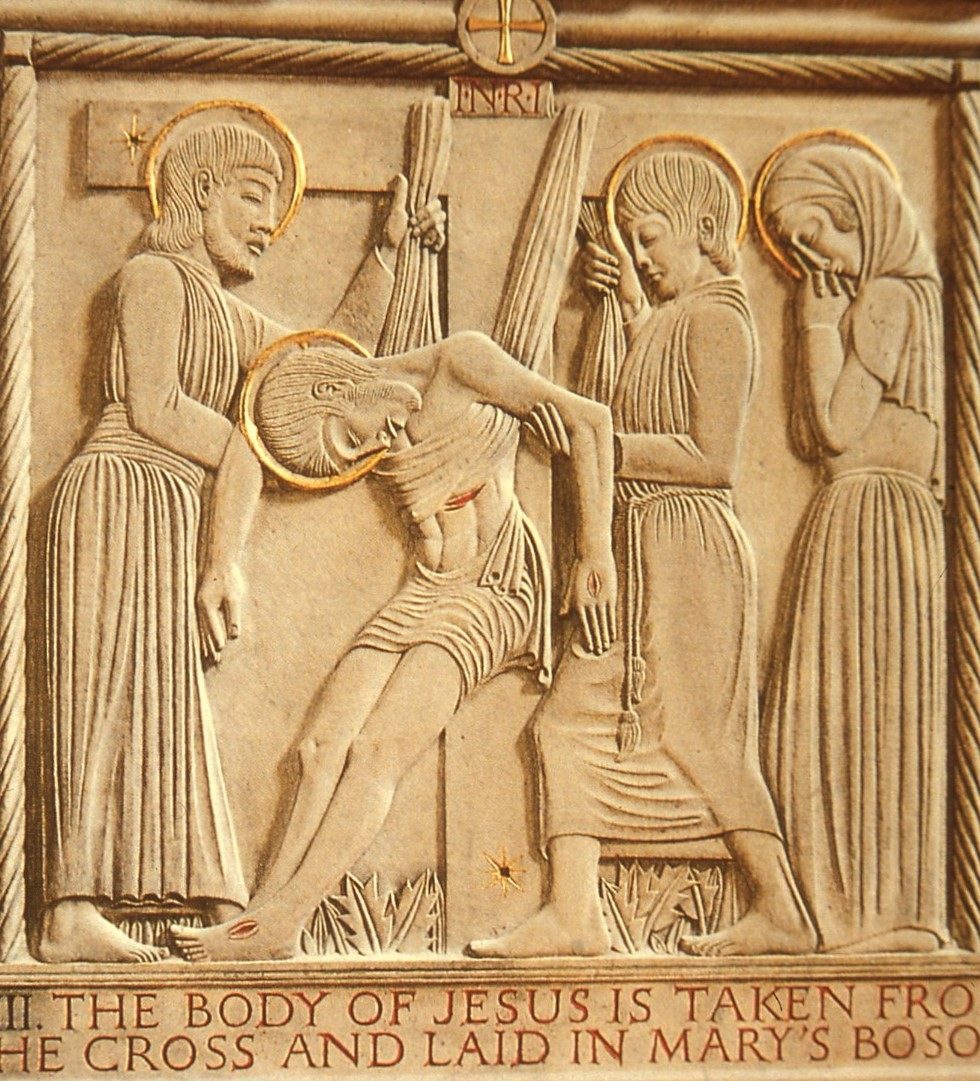 I·N·R·I
II. THE BODY OF JESUS IS TAKEN FRO
HE CROSS AND LAID IN MARY'S BOSO